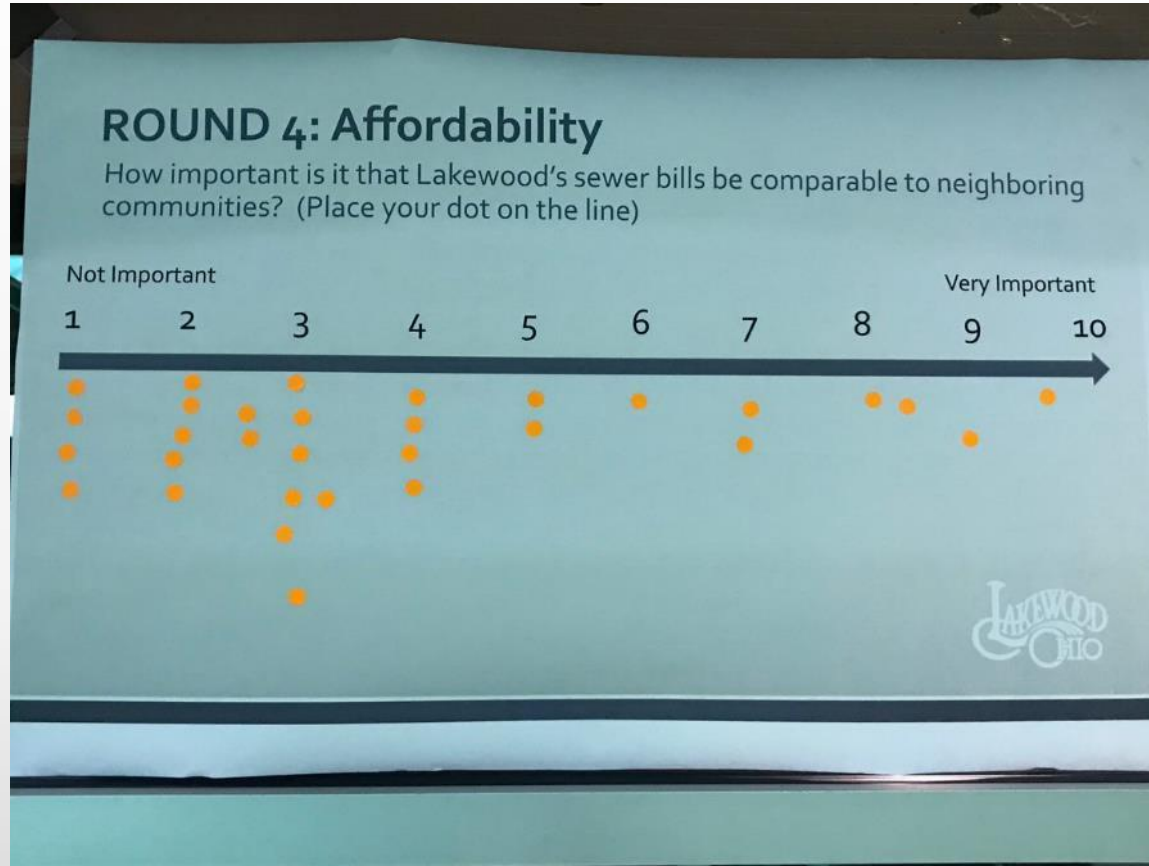 ROUND 4: Affordability
How important is it that Lakewood's sewer bills be comparable to neighboring
communities? (Place your dot on the line)
Not Important
Very Important
1 2 3 4 5 6 7 8 9 10
LAKEWOOD
OHIO